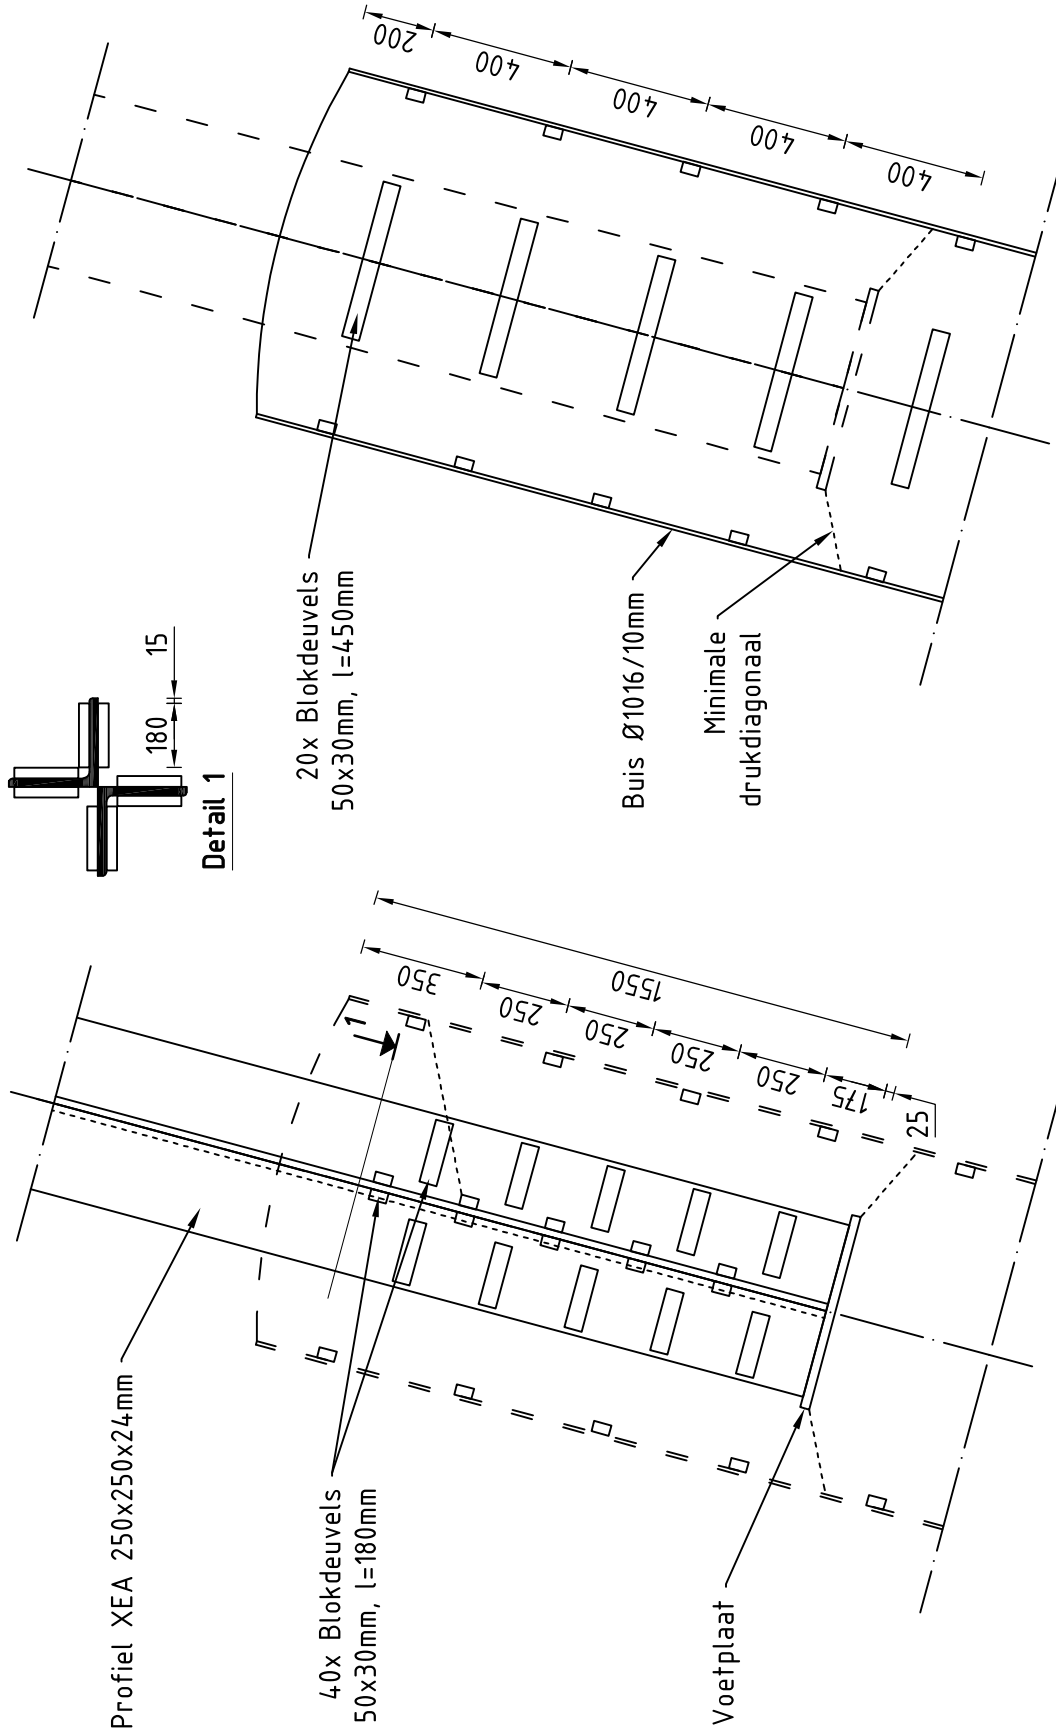 Profiel XEA 250x250x24mm
40x Blokdeuvels
50x30mm, l=180mm
Voetplaat
1
350
250
250
250
250
175
25
1550
Detail 1
180
15
20x Blokdeuvels
50x30mm, l=450mm
Buis Ø1016/10mm
Minimale
drukdiagonaal
200
400
400
400
400